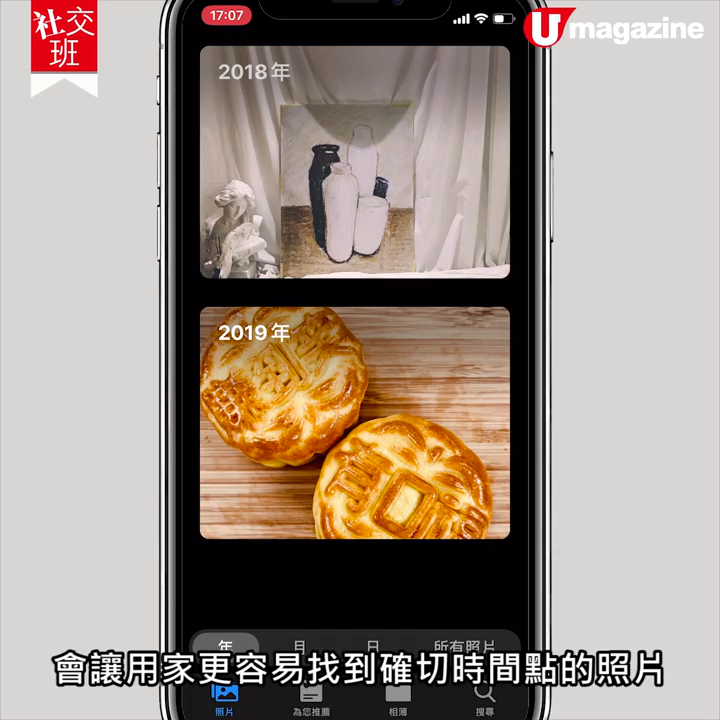 社交班
17:07
U magazine
2018年
2019年
年 月 日 所有照片
會讓用家更容易找到確切時間點的照片
照片 為您推薦 相簿 搜尋